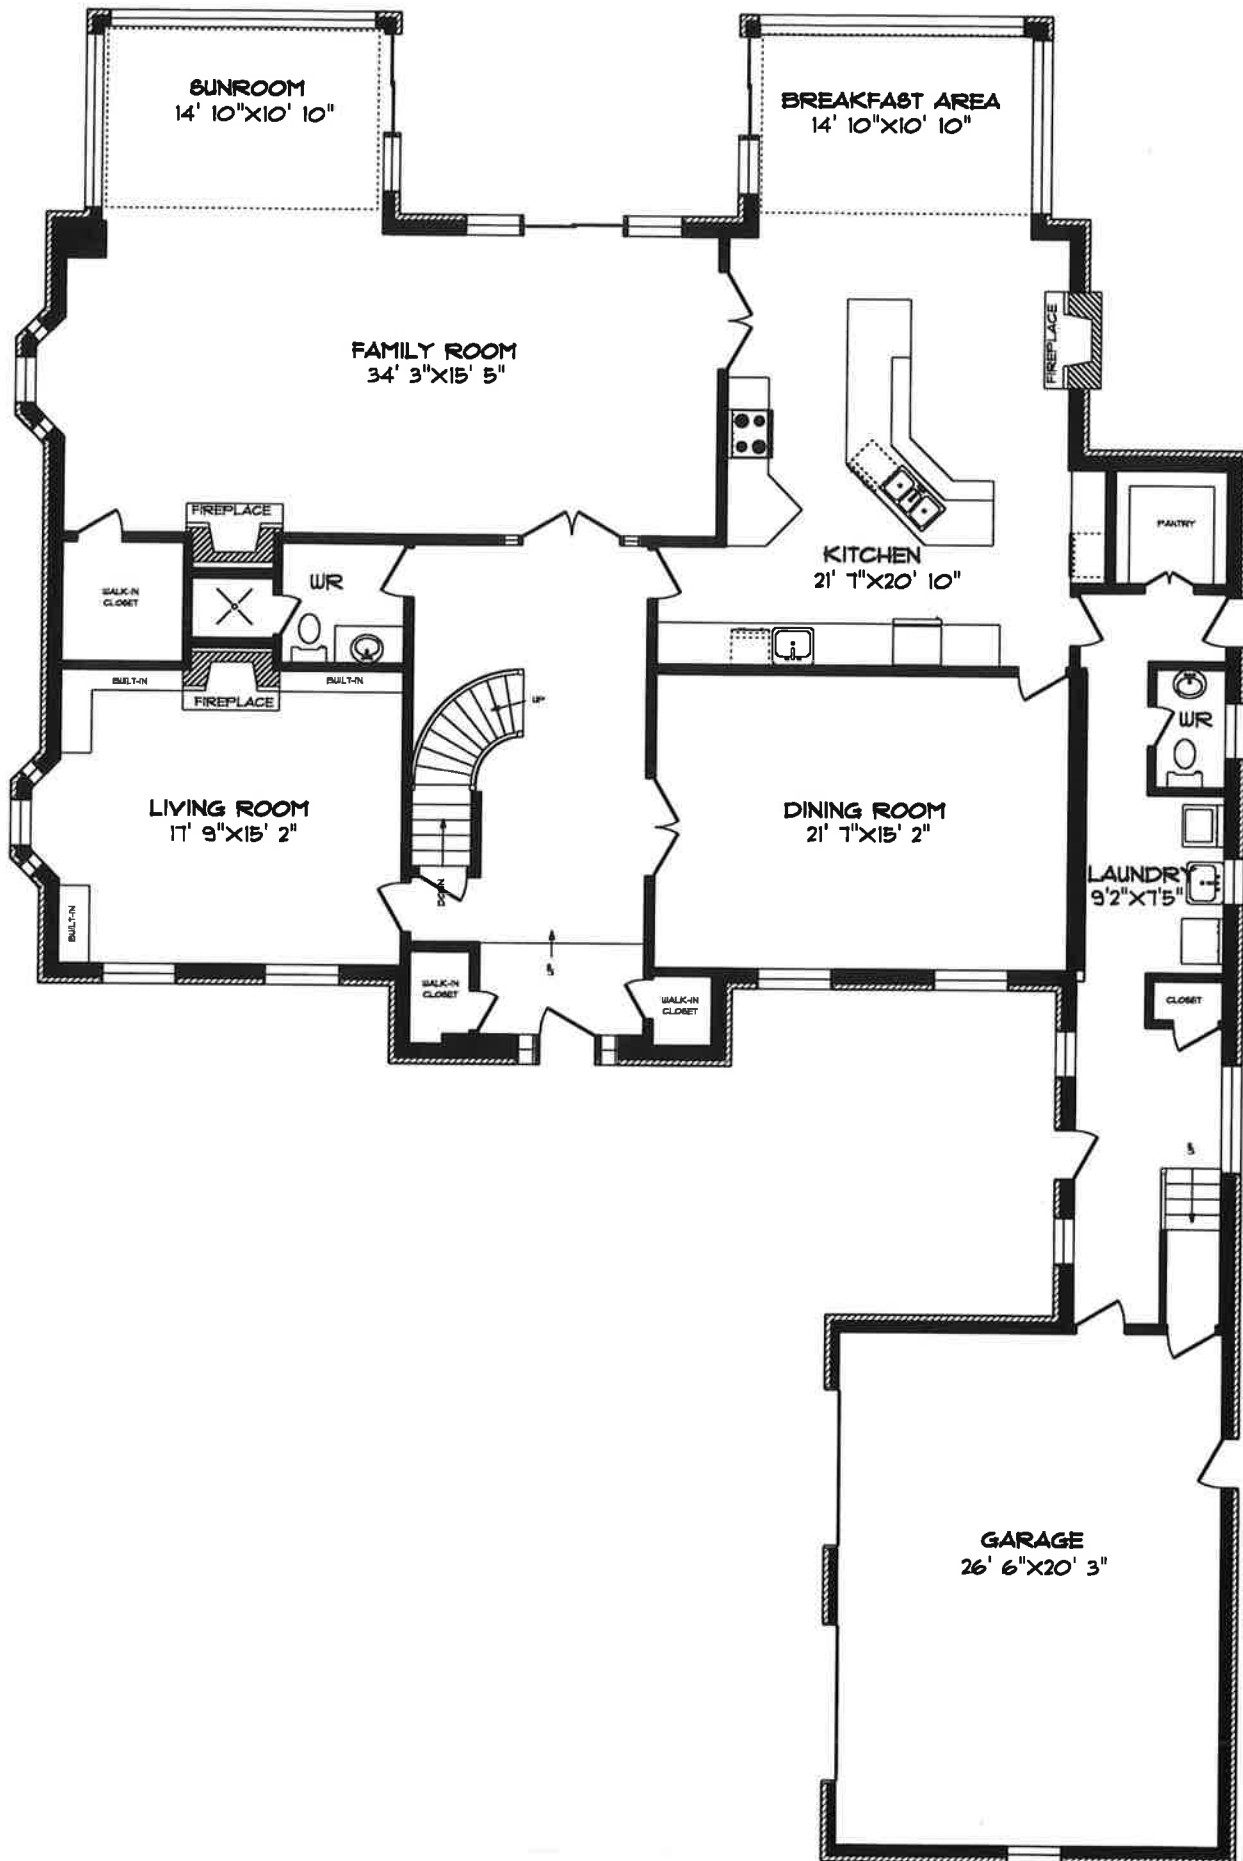 SUNROOM
14' 10"X10' 10"
BREAKFAST AREA
14' 10"X10' 10"
FAMILY ROOM
34' 3"X15' 5"
FIREPLACE
FIREPLACE
PANTRY
KITCHEN
21' 7"X20' 10"
WALK-IN
CLOSET
WR
BUILT-IN
FIREPLACE
BUILT-IN
UP
WR
LIVING ROOM
17' 9"X15' 2"
DINING ROOM
21' 7"X15' 2"
LAUNDRY
9'2"X7'5"
DOWN
BUILT-IN
WALK-IN
CLOSET
5
WALK-IN
CLOSET
CLOSET
5
GARAGE
26' 6"X20' 3"